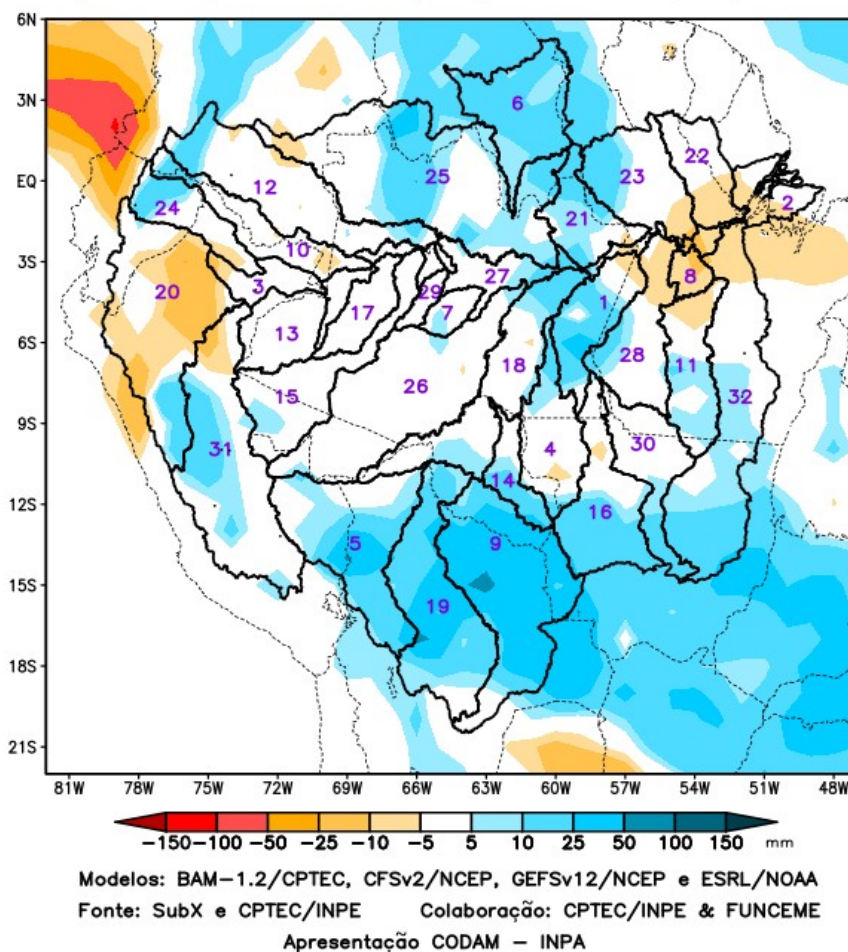 6N
3N
EQ
3S
6S
9S
12S
15S
18S
21S
6
22
25
23
12
2
24
21
10
27
8
20
3
29
17
7
1
13
28
18
11
15
26
32
31
4
30
14
16
5
9
19
81W 78W 75W 72W 69W 66W 63W 60W 57W 54W 51W 48W
-150 -100 -50 -25 -10 -5 5 10 25 50 100 150 mm
Modelos: BAM-1.2/CPTEC, CFSv2/NCEP, GEFSv12/NCEP e ESRL/NOAA
Fonte: SubX e CPTEC/INPE Colaboração: CPTEC/INPE & FUNCEME
Apresentação CODAM - INPA